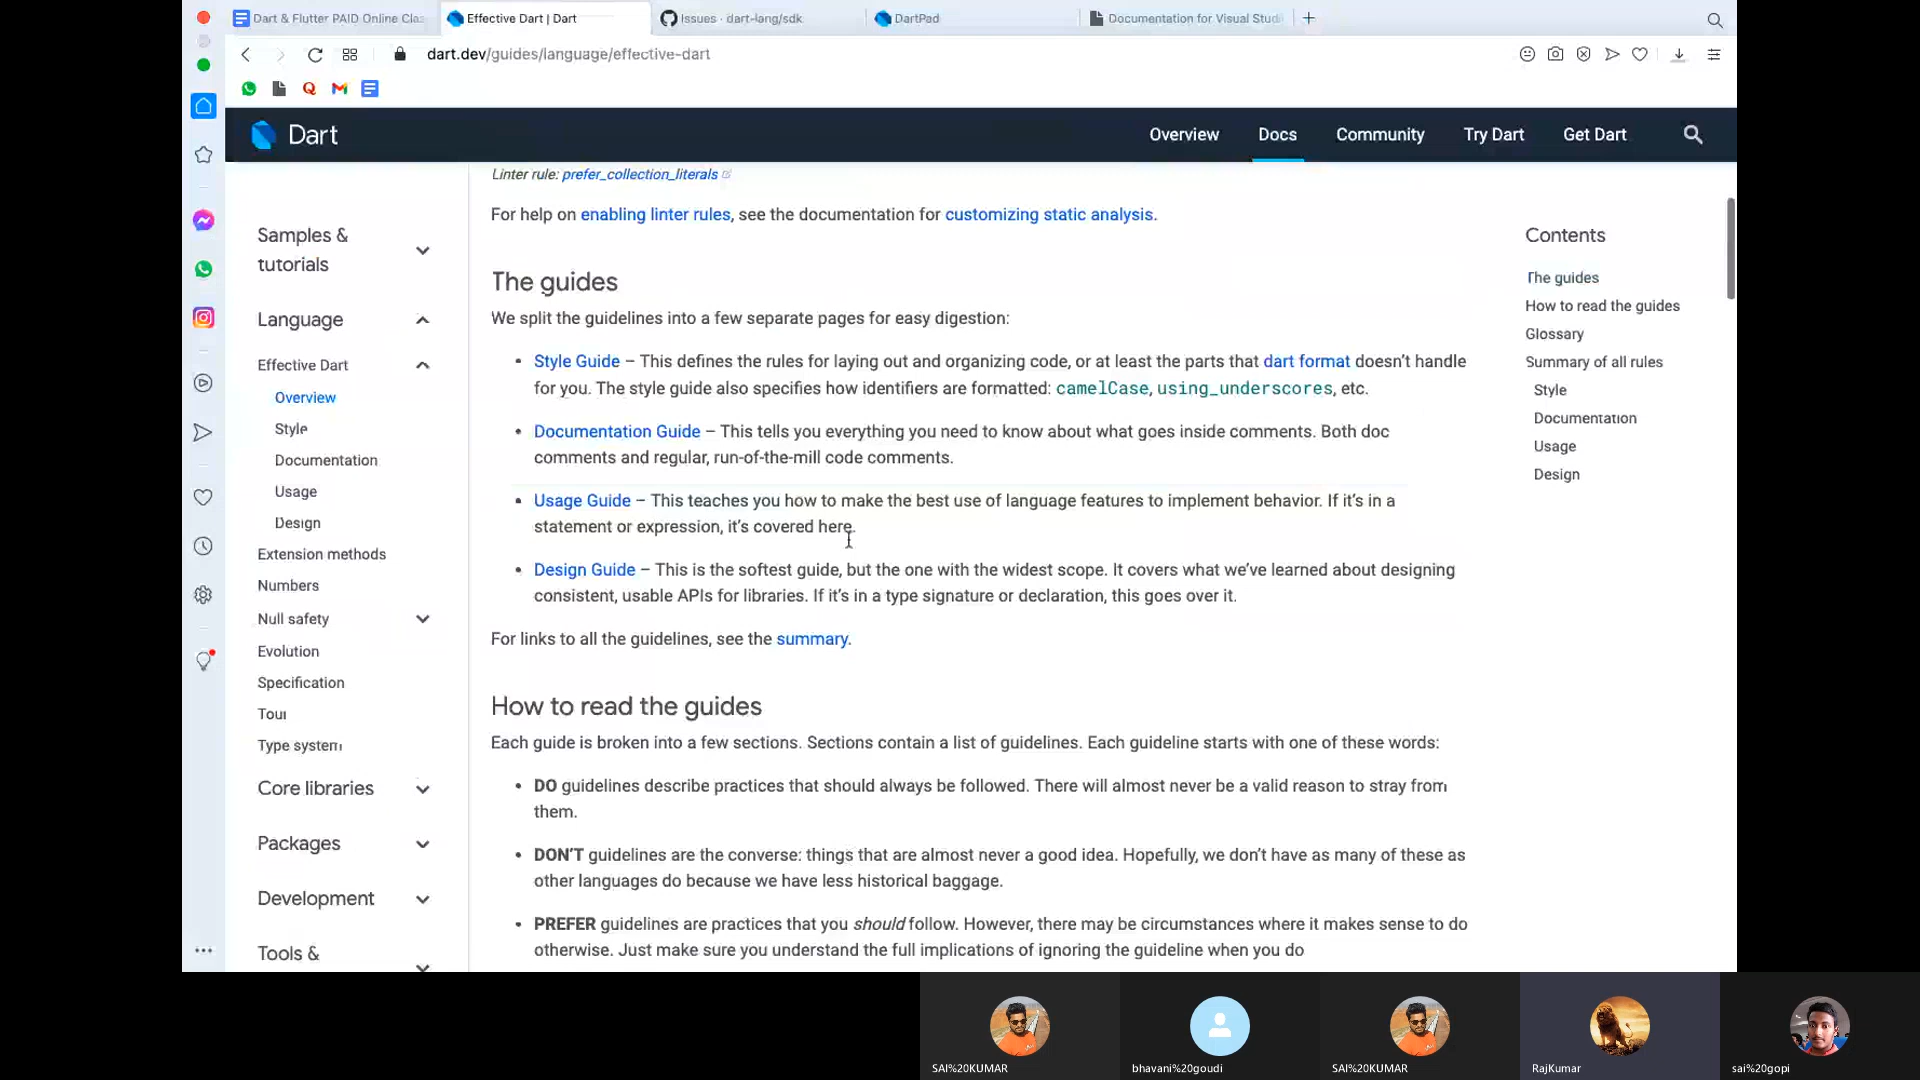 Dart & Flutter PAID Online Clas
Effective Dart | Dart
Issues · dart-lang/sdk
DartPad
Documentation for Visual Studi
dart.dev/guides/language/effective-dart
Dart
Overview
Docs
Community
Try Dart
Get Dart
Samples &
tutorials
Language
Effective Dart
Overview
Style
Documentation
Usage
Design
Extension methods
Numbers
Null safety
Evolution
Specification
Tour
Type system
Core libraries
Packages
Development
Tools &
Linter rule: prefer_collection_literals
For help on enabling linter rules, see the documentation for customizing static analysis.
The guides
We split the guidelines into a few separate pages for easy digestion:
• Style Guide – This defines the rules for laying out and organizing code, or at least the parts that dart format doesn’t handle
for you. The style guide also specifies how identifiers are formatted: camelCase, using_underscores, etc.
• Documentation Guide – This tells you everything you need to know about what goes inside comments. Both doc
comments and regular, run-of-the-mill code comments.
• Usage Guide – This teaches you how to make the best use of language features to implement behavior. If it’s in a
statement or expression, it’s covered here.
• Design Guide – This is the softest guide, but the one with the widest scope. It covers what we’ve learned about designing
consistent, usable APIs for libraries. If it’s in a type signature or declaration, this goes over it.
For links to all the guidelines, see the summary.
How to read the guides
Each guide is broken into a few sections. Sections contain a list of guidelines. Each guideline starts with one of these words:
• DO guidelines describe practices that should always be followed. There will almost never be a valid reason to stray from
them.
• DON’T guidelines are the converse: things that are almost never a good idea. Hopefully, we don’t have as many of these as
other languages do because we have less historical baggage.
• PREFER guidelines are practices that you should follow. However, there may be circumstances where it makes sense to do
otherwise. Just make sure you understand the full implications of ignoring the guideline when you do
Contents
The guides
How to read the guides
Glossary
Summary of all rules
Style
Documentation
Usage
Design
SAI%20KUMAR
bhavani%20goudi
SAI%20KUMAR
RajKumar
sai%20gopi